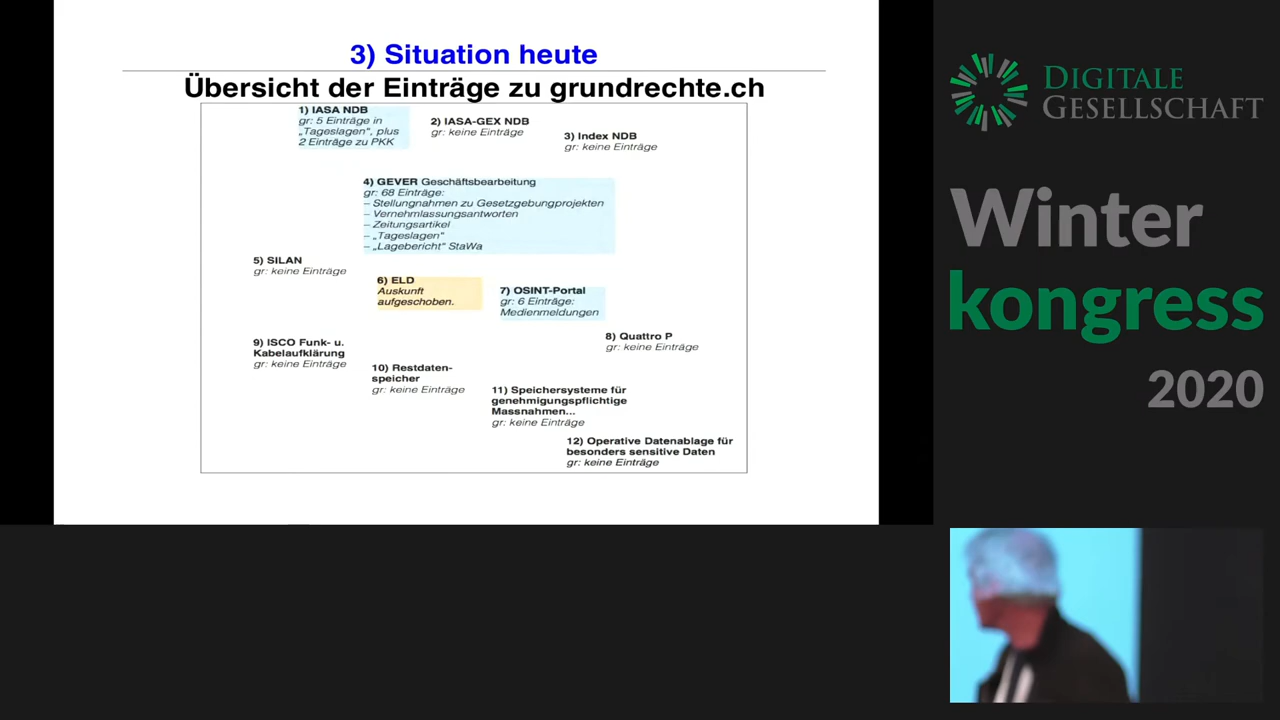 3) Situation heute
Übersicht der Einträge zu grundrechte.ch
1) IASA NDB
gr: 5 Einträge in
„Tageslagen“, plus
2 Einträge zu PKK
2) IASA-GEX NDB
gr: keine Einträge
3) Index NDB
gr: keine Einträge
4) GEVER Geschäftsbearbeitung
gr: 68 Einträge:
– Stellungnahmen zu Gesetzgebungprojekten
– Vernehmlassungsantworten
– Zeitungsartikel
– „Tageslagen“
– „Lagebericht“ StaWa
5) SILAN
gr: keine Einträge
6) ELD
Auskunft
aufgeschoben.
7) OSINT-Portal
gr: 6 Einträge:
Medienmeldungen
8) Quattro P
gr: keine Einträge
9) ISCO Funk- u.
Kabelaufklärung
gr: keine Einträge
10) Restdaten-
speicher
gr: keine Einträge
11) Speichersysteme für
genehmigungspflichtige
Massnahmen...
gr: keine Einträge
12) Operative Datenablage für
besonders sensitive Daten
gr: keine Einträge
DIGITALE
GESELLSCHAFT
Winter
kongress
2020